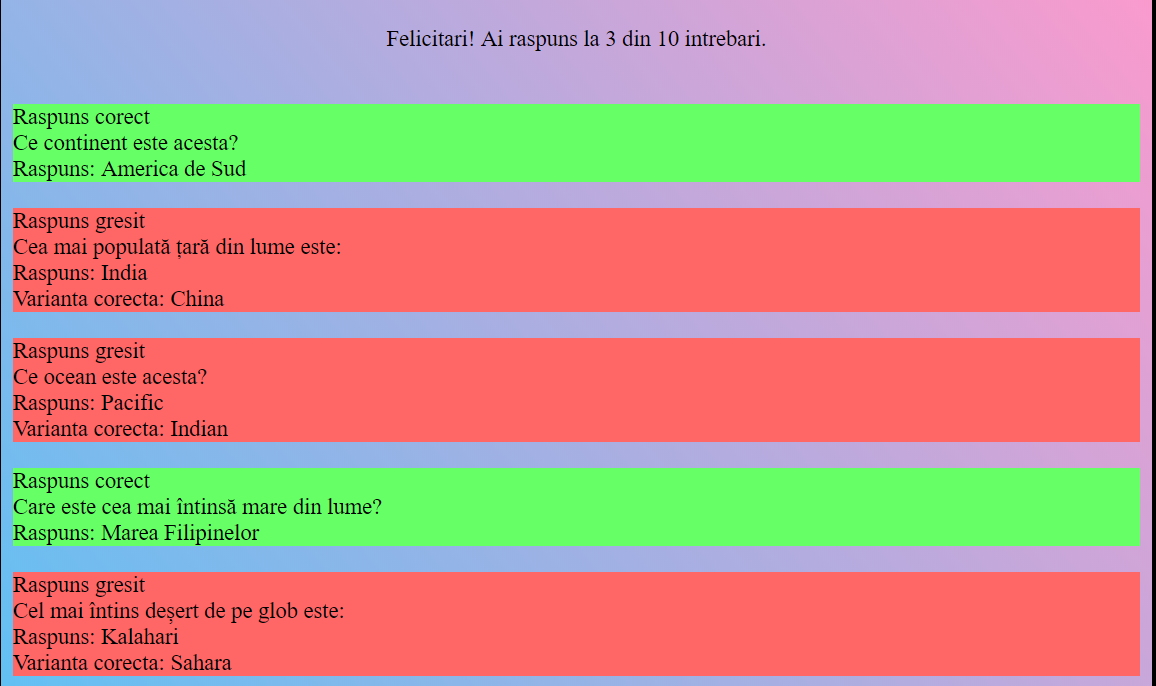 Felicitari! Ai raspuns la 3 din 10 intrebari.
Raspuns corect
Ce continent este acesta?
Raspuns: America de Sud
Raspuns gresit
Cea mai populată țară din lume este:
Raspuns: India
Varianta corecta: China
Raspuns gresit
Ce ocean este acesta?
Raspuns: Pacific
Varianta corecta: Indian
Raspuns corect
Care este cea mai întinsă mare din lume?
Raspuns: Marea Filipinelor
Raspuns gresit
Cel mai întins deșert de pe glob este:
Raspuns: Kalahari
Varianta corecta: Sahara